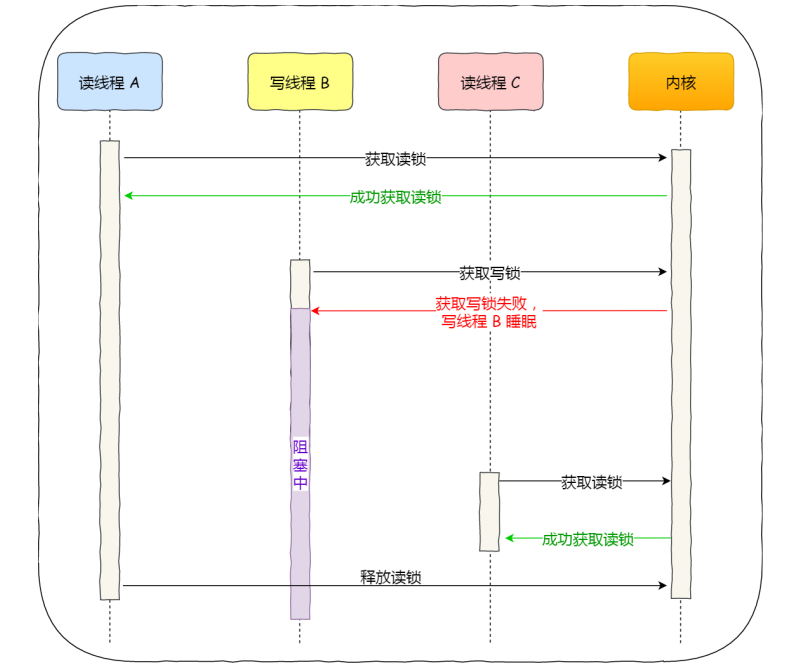 读线程 A
写线程 B
读线程 C
内核
获取读锁
成功获取读锁
获取写锁
获取写锁失败，
写线程 B 睡眠
阻
塞
中
获取读锁
成功获取读锁
释放读锁